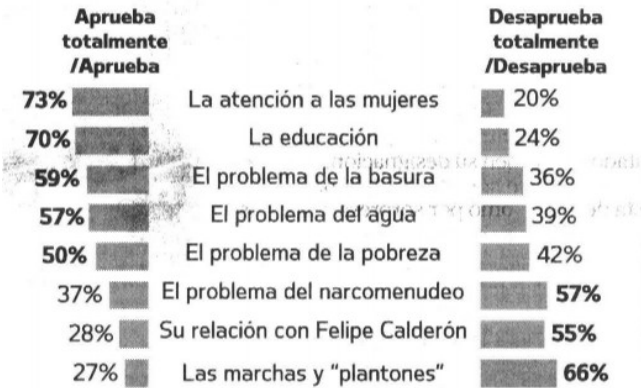 Aprueba
totalmente
/Aprueba
Desaprueba
totalmente
/Desaprueba
73% La atención a las mujeres 20%
70% La educación 24%
59% El problema de la basura 36%
57% El problema del agua 39%
50% El problema de la pobreza 42%
37% El problema del narcomenudeo 57%
28% Su relación con Felipe Calderón 55%
27% Las marchas y "plantones" 66%